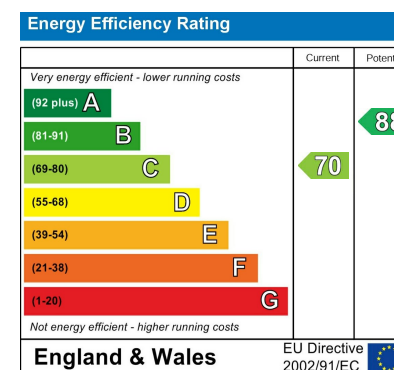 Energy Efficiency Rating
Current
Very energy efficient - lower running costs
(92 plus) A
(81-91) B
(69-80) C
70
(55-68) D
(39-54) E
(21-38) F
(1-20) G
Not energy efficient - higher running costs
England & Wales
EU Directive
2002/91/EC